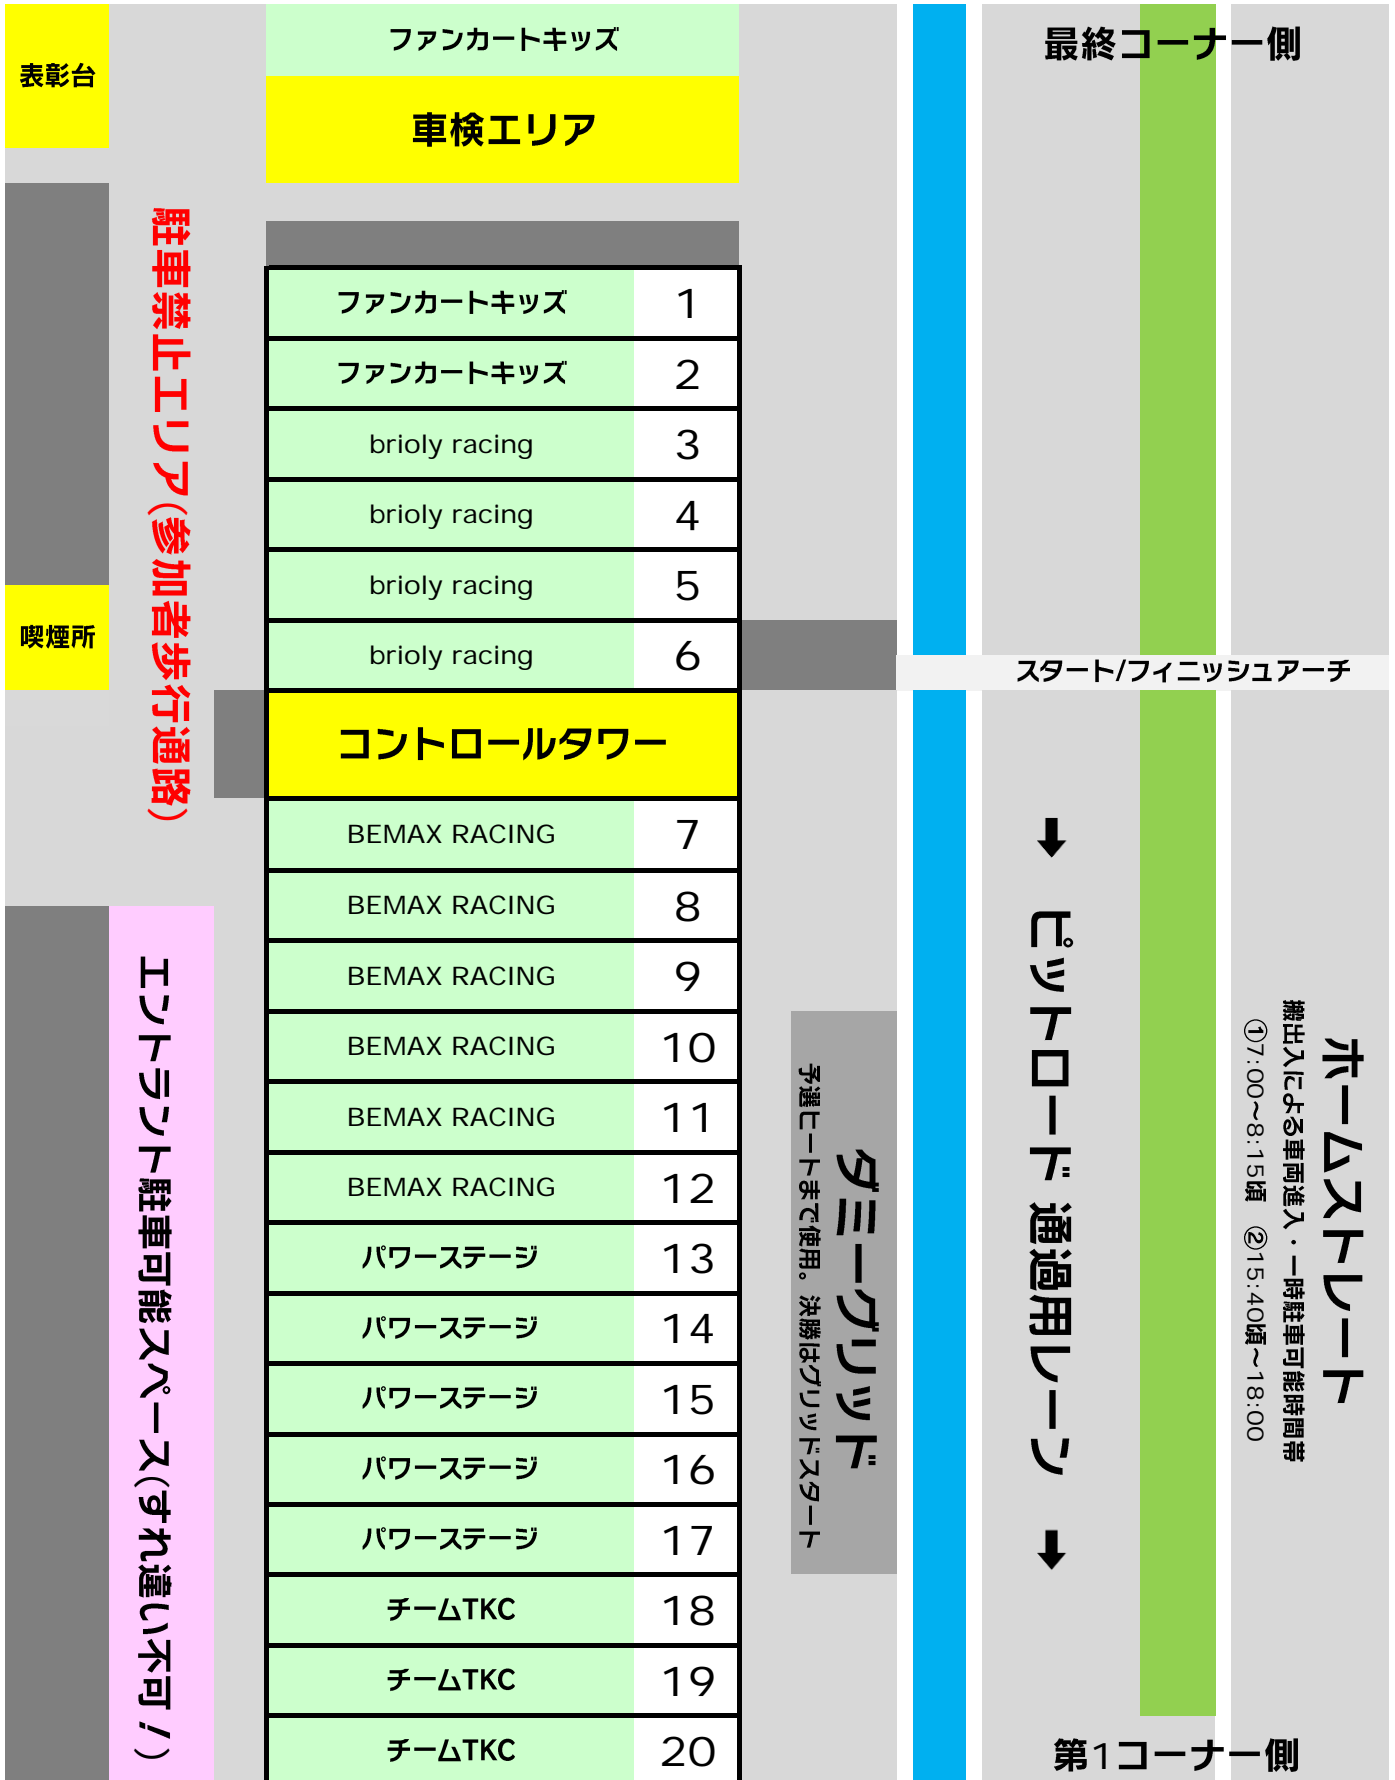 表彰台
ファンカートキッズ
車検エリア
最終コーナー側
駐車禁止エリア(参加者歩行通路)
ファンカートキッズ 1
ファンカートキッズ 2
brioly racing 3
brioly racing 4
brioly racing 5
brioly racing 6
喫煙所
スタート/フィニッシュアーチ
コントロールタワー
BEMAX RACING 7
BEMAX RACING 8
BEMAX RACING 9
BEMAX RACING 10
BEMAX RACING 11
BEMAX RACING 12
パワーステージ 13
パワーステージ 14
パワーステージ 15
パワーステージ 16
パワーステージ 17
チームTKC 18
チームTKC 19
チームTKC 20
エントラント駐車可能スペース(すれ違い不可!)
ダミーグリッド
予選ヒートまで使用。決勝はグリッドスタート
➡ ピットロード 通過用レーン ➡
ホームストレート
搬出入による車両進入・一時駐車可能時間帯
①7:00~8:15頃 ②15:40頃~18:00
第1コーナー側